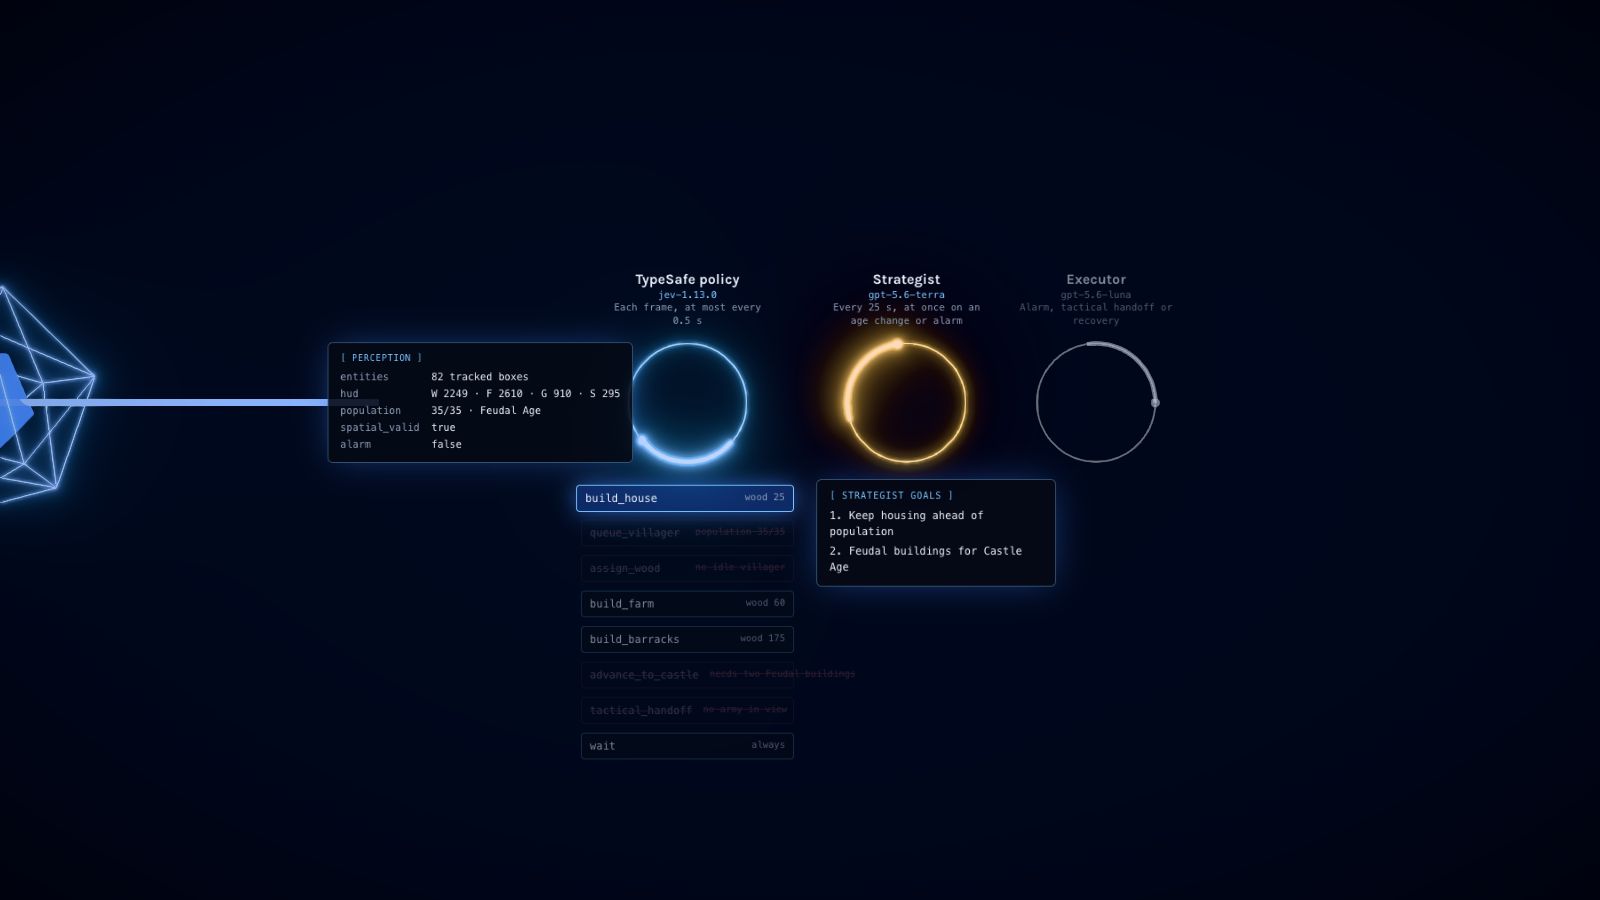 TypeSafe policy
jev-1.13.0
Each frame, at most every
0.5 s
Strategist
gpt-5.6-terra
Every 25 s, at once on an
age change or alarm
Executor
gpt-5.6-luna
Alarm, tactical handoff or
recovery
[ PERCEPTION ]
entities 82 tracked boxes
hud W 2249 · F 2610 · G 910 · S 295
population 35/35 · Feudal Age
spatial_valid true
alarm false
build_house wood 25
queue_villager population 35/35
assign_wood no idle villager
build_farm wood 60
build_barracks wood 175
advance_to_castle needs two Feudal buildings
tactical_handoff no army in view
wait always
[ STRATEGIST GOALS ]
1. Keep housing ahead of
population
2. Feudal buildings for Castle
Age